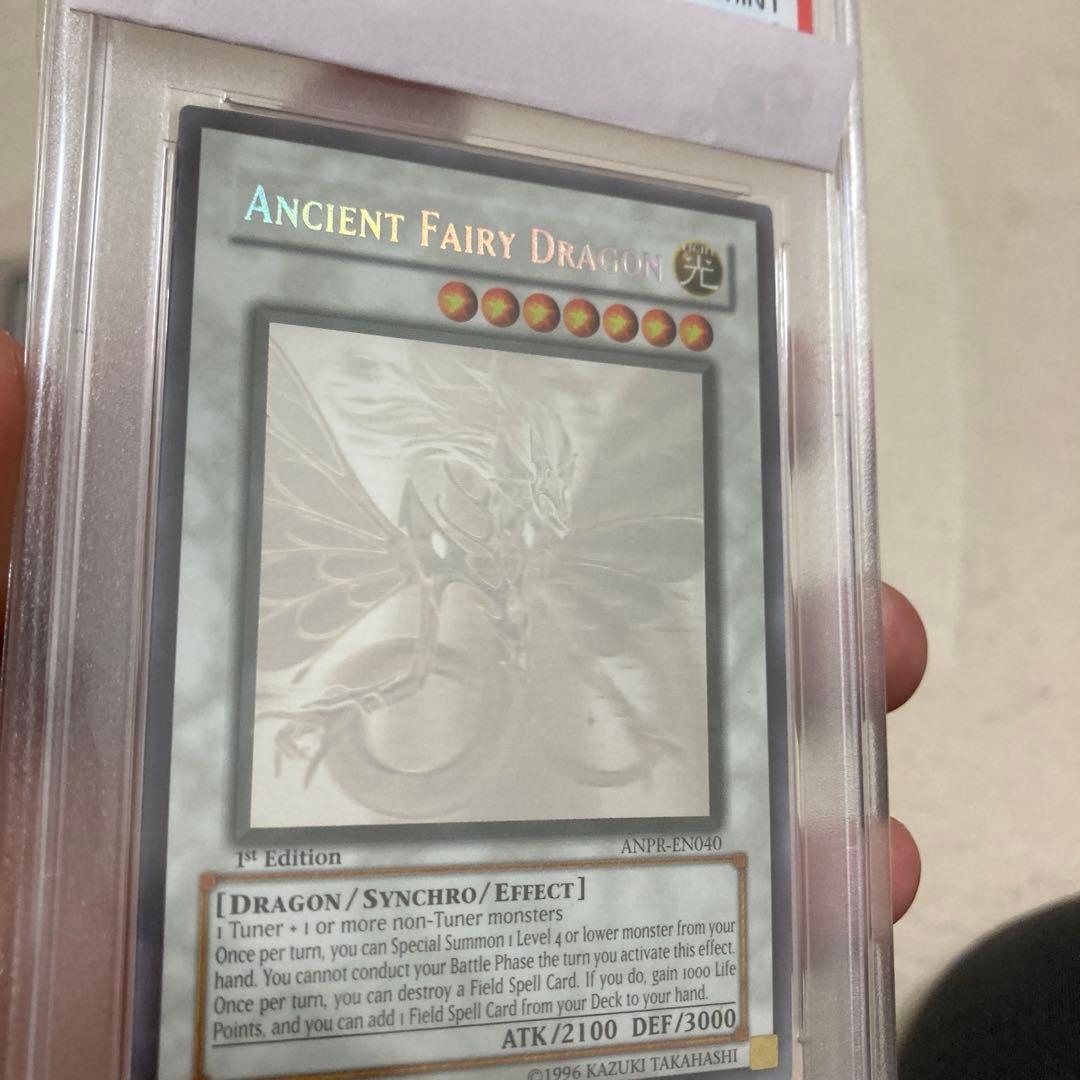 ANCIENT FAIRY DRAGON
光
1st Edition
ANPR-EN040
[DRAGON/SYNCHRO/EFFECT]
1 Tuner + 1 or more non-Tuner monsters
Once per turn, you can Special Summon 1 Level 4 or lower monster from your
hand. You cannot conduct your Battle Phase the turn you activate this effect.
Once per turn, you can destroy a Field Spell Card. If you do, gain 1000 Life
Points, and you can add 1 Field Spell Card from your Deck to your hand.
ATK/2100 DEF/3000
©1996 KAZUKI TAKAHASHI